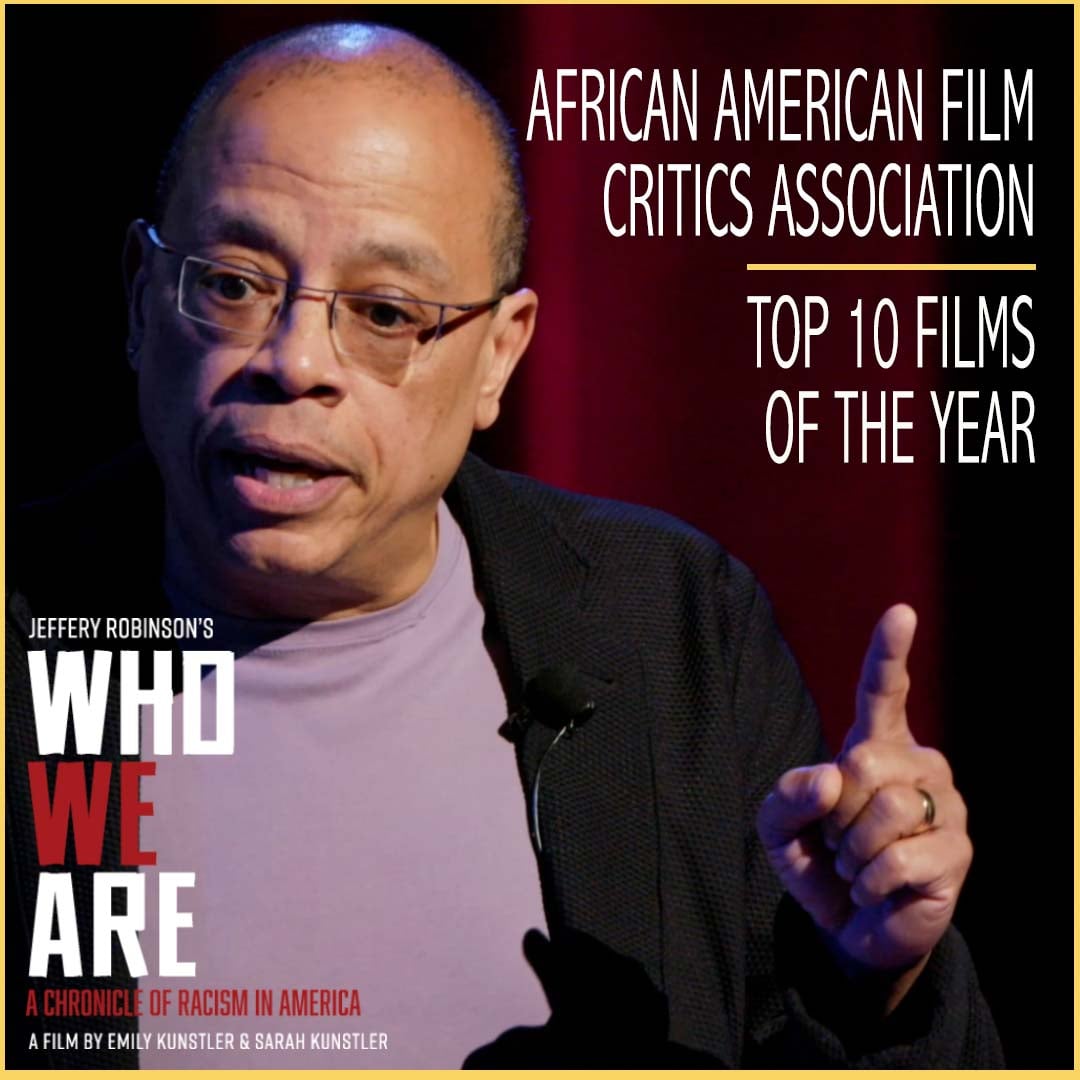 AFRICAN AMERICAN FILM
CRITICS ASSOCIATION
TOP 10 FILMS
OF THE YEAR
JEFFERY ROBINSON'S
WHO
WE
ARE
A CHRONICLE OF RACISM IN AMERICA
A FILM BY EMILY KUNSTLER & SARAH KUNSTLER